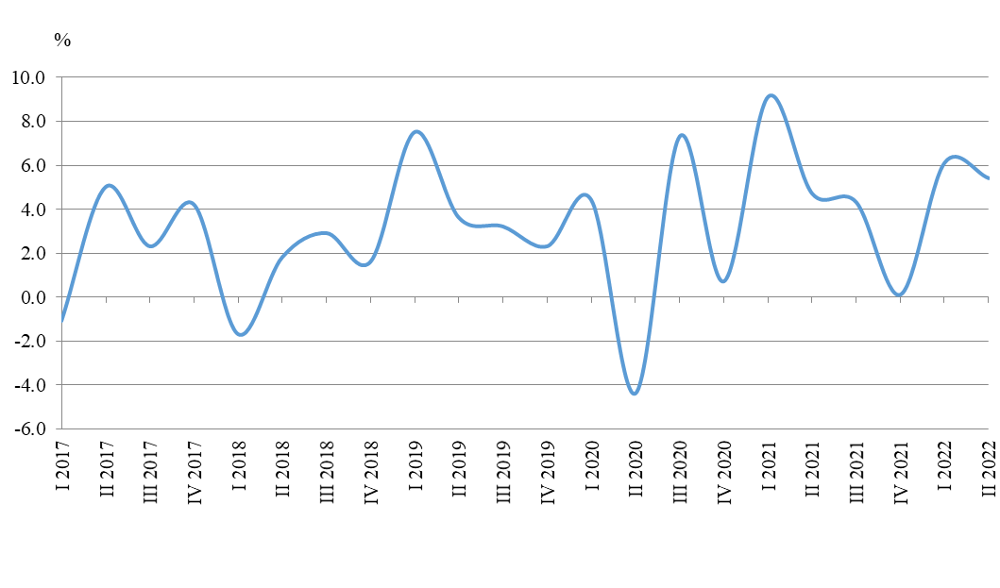 %
10.0
8.0
6.0
4.0
2.0
0.0
-2.0
-4.0
-6.0
I 2017
II 2017
III 2017
IV 2017
I 2018
II 2018
III 2018
IV 2018
I 2019
II 2019
III 2019
IV 2019
I 2020
II 2020
III 2020
IV 2020
I 2021
II 2021
III 2021
IV 2021
I 2022
II 2022